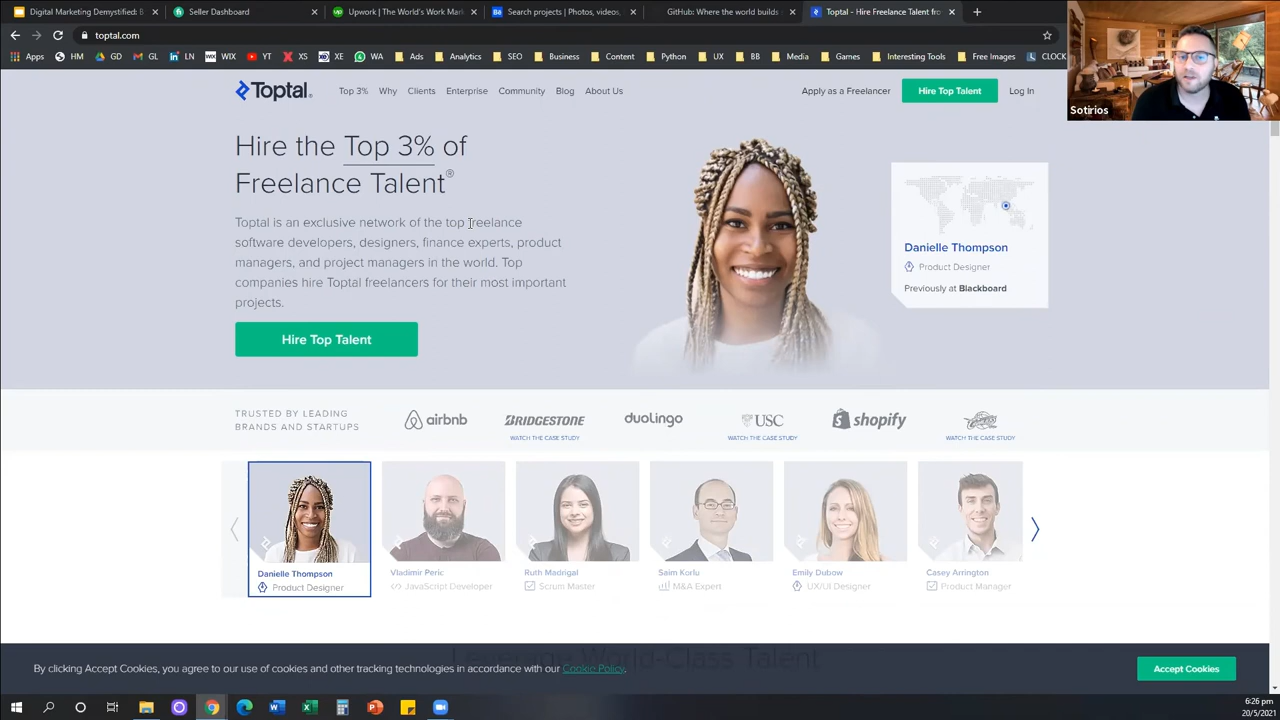 Digital Marketing Demystified: B
Seller Dashboard
Upwork | The World's Work Mar
Search projects | Photos, videos,
GitHub: Where the world builds
Toptal - Hire Freelance Talent fro
toptal.com
Apps
HM
GD
GL
LN
WIX
YT
XS
XE
WA
Ads
Analytics
SEO
Business
Content
Python
UX
BB
Media
Games
Interesting Tools
Free Images
CLOCK
Sotirios
Toptal
Top 3%
Why
Clients
Enterprise
Community
Blog
About Us
Apply as a Freelancer
Hire Top Talent
Log In
Hire the Top 3% of
Freelance Talent®
Toptal is an exclusive network of the top freelance
software developers, designers, finance experts, product
managers, and project managers in the world. Top
companies hire Toptal freelancers for their most important
projects.
Hire Top Talent
Danielle Thompson
Product Designer
Previously at Blackboard
TRUSTED BY LEADING
BRANDS AND STARTUPS
airbnb
BRIDGESTONE
WATCH THE CASE STUDY
duolingo
USC
WATCH THE CASE STUDY
shopify
WATCH THE CASE STUDY
Danielle Thompson
Product Designer
Vladimir Peric
JavaScript Developer
Ruth Madrigal
Scrum Master
Saim Korlu
M&A Expert
Emily Dubow
UX/UI Designer
Casey Arrington
Product Manager
Leverage World-Class Talent
By clicking Accept Cookies, you agree to our use of cookies and other tracking technologies in accordance with our Cookie Policy.
Accept Cookies
6:26 pm
20/5/2021